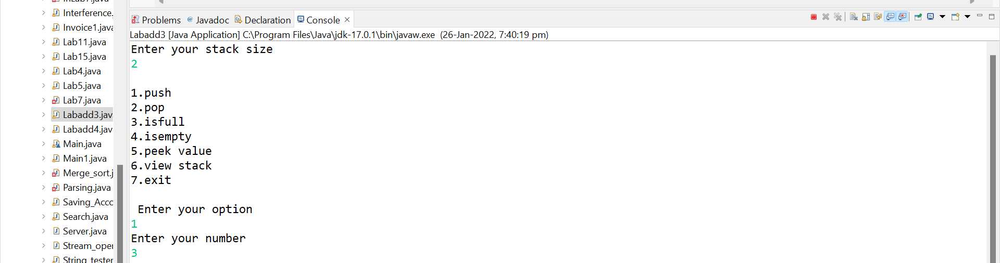 InLab7.java
Interference.
Invoice1.java
Lab11.java
Lab15.java
Lab4.java
Lab5.java
Lab7.java
Labadd3.jav
Labadd4.jav
Main.java
Main1.java
Merge_sort.j
Parsing.java
Saving_Acco
Search.java
Server.java
Stream_oper
String_tester
Problems @ Javadoc Declaration Console
Labadd3 [Java Application] C:\Program Files\Java\jdk-17.0.1\bin\javaw.exe (26-Jan-2022, 7:40:19 pm)
Enter your stack size
2
1.push
2.pop
3.isfull
4.isempty
5.peek value
6.view stack
7.exit
Enter your option
1
Enter your number
3